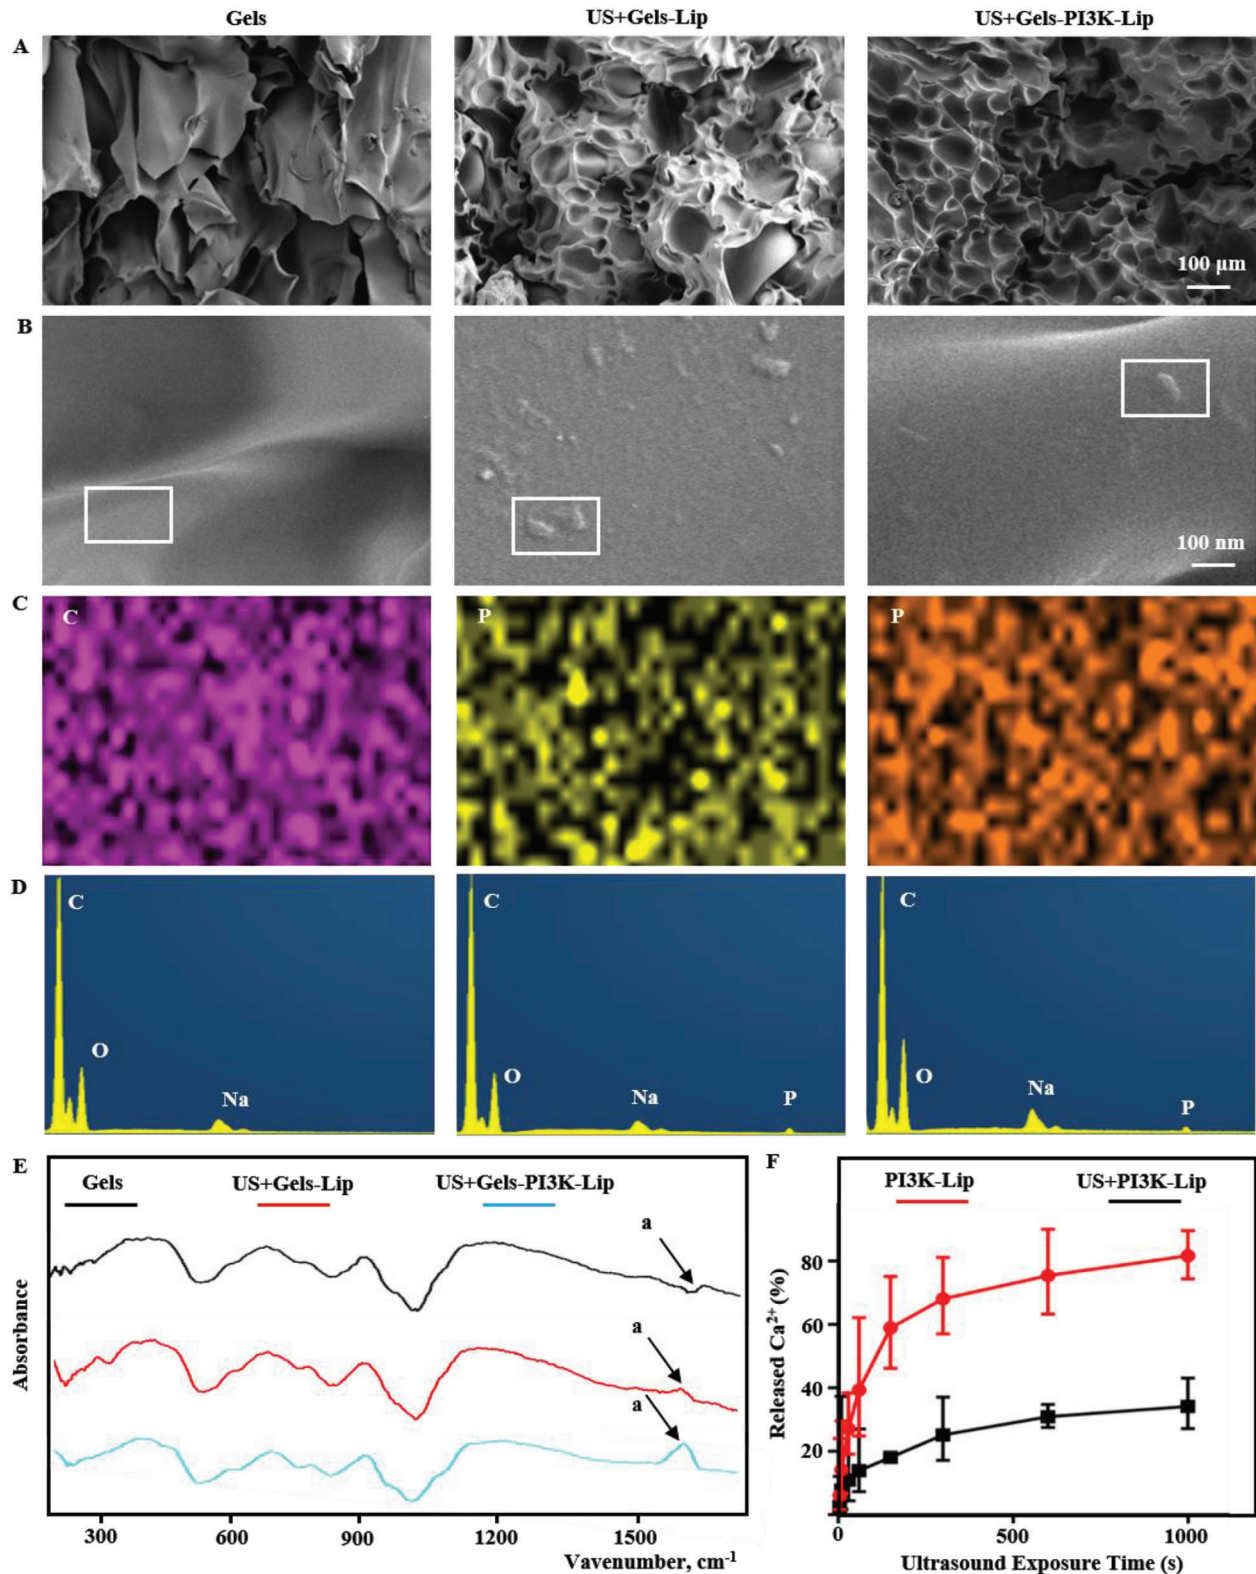 Gels US+Gels-Lip US+Gels-PI3K-Lip
A
100 μm
B
100 nm
C
C P P
D
C C C
O O O
Na Na Na
P P
E
Gels US+Gels-Lip US+Gels-PI3K-Lip
a
a
a
Absorbance
300 600 900 1200 1500
Vavenumber, cm-1
F
PI3K-Lip US+PI3K-Lip
Released Ca2+ (%)
80
60
40
20
0 500 1000
Ultrasound Exposure Time (s)